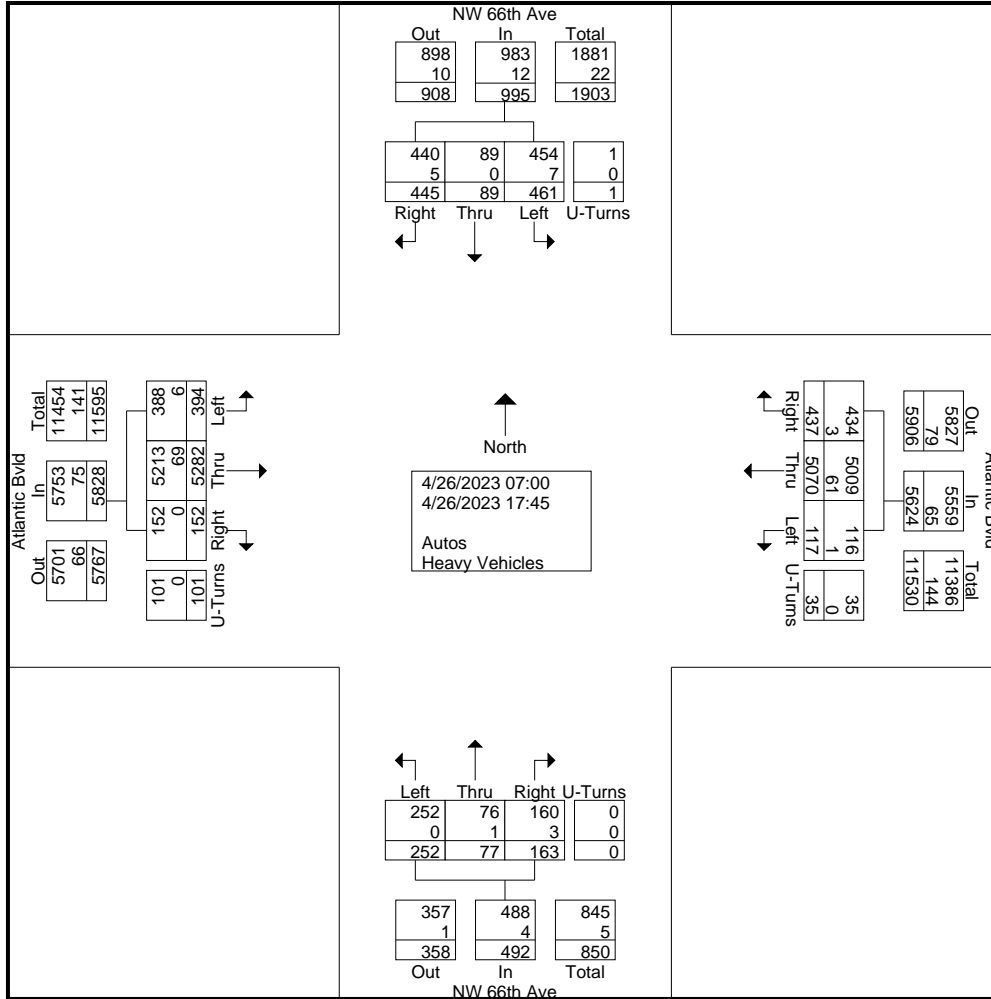 NW 66th Ave
Out In Total
898 983 1881
10 12 22
908 995 1903
440 89 454 1
5 0 7 0
445 89 461 1
Right Thru Left U-Turns
Atlantic Bvld
Total In Out
11454 141 11595
5753 75 5828
5701 66 5767
388 6 394 Left
5213 69 5282 Thru
152 0 152 Right
101 0 101 U-Turns
North
4/26/2023 07:00
4/26/2023 17:45
Autos
Heavy Vehicles
Right 437 3 434
Thru 5070 61 5009
Left 117 1 116
U-Turns 35 0 35
Out In Total
5906 79 5827
5624 65 5559
11530 144 11386
Atlantic Bvld
Left Thru Right U-Turns
252 76 160 0
0 1 3 0
252 77 163 0
357 488 845
1 4 5
358 492 850
Out In Total
NW 66th Ave